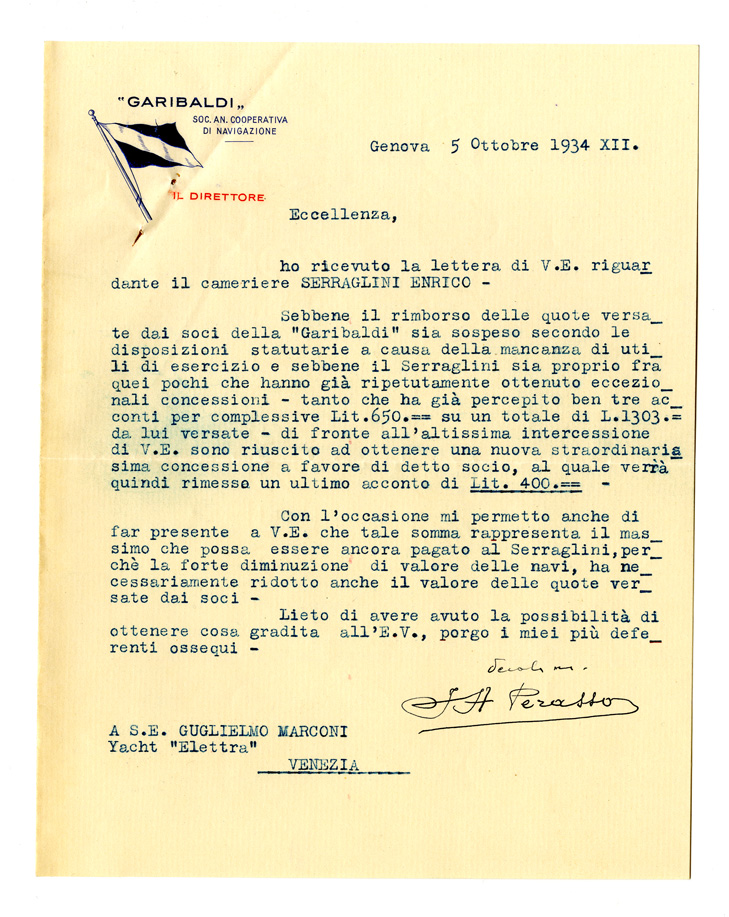 "GARIBALDI„
SOC. AN. COOPERATIVA
DI NAVIGAZIONE
IL DIRETTORE
Genova 5 Ottobre 1934 XII.
Eccellenza,
ho ricevuto la lettera di V.E. riguar
dante il cameriere SERRAGLINI ENRICO -
Sebbene il rimborso delle quote versa_
te dai soci della "Garibaldi" sia sospeso secondo le
disposizioni statutarie a causa della mancanza di uti_
li di esercizio e sebbene il Serraglini sia proprio fra
quei pochi che hanno già ripetutamente ottenuto eccezio_
nali concessioni - tanto che ha già percepito ben tre ac_
conti per complessive Lit.650.== su un totale di L.1303.=
da lui versate - di fronte all'altissima intercessione
di V.E. sono riuscito ad ottenere una nuova straordinaris
sima concessione a favore di detto socio, al quale verrà
quindi rimesso un ultimo acconto di Lit. 400.== -
Con l'occasione mi permetto anche di
far presente a V.E. che tale somma rappresenta il mas_
simo che possa essere ancora pagato al Serraglini,per_
chè la forte diminuzione di valore delle navi, ha ne_
cessariamente ridotto anche il valore delle quote ver_
sate dai soci -
Lieto di avere avuto la possibilità di
ottenere cosa gradita all'E.V., porgo i miei più defe_
renti ossequi -
Perasso
A S.E. GUGLIELMO MARCONI
Yacht "Elettra"
VENEZIA